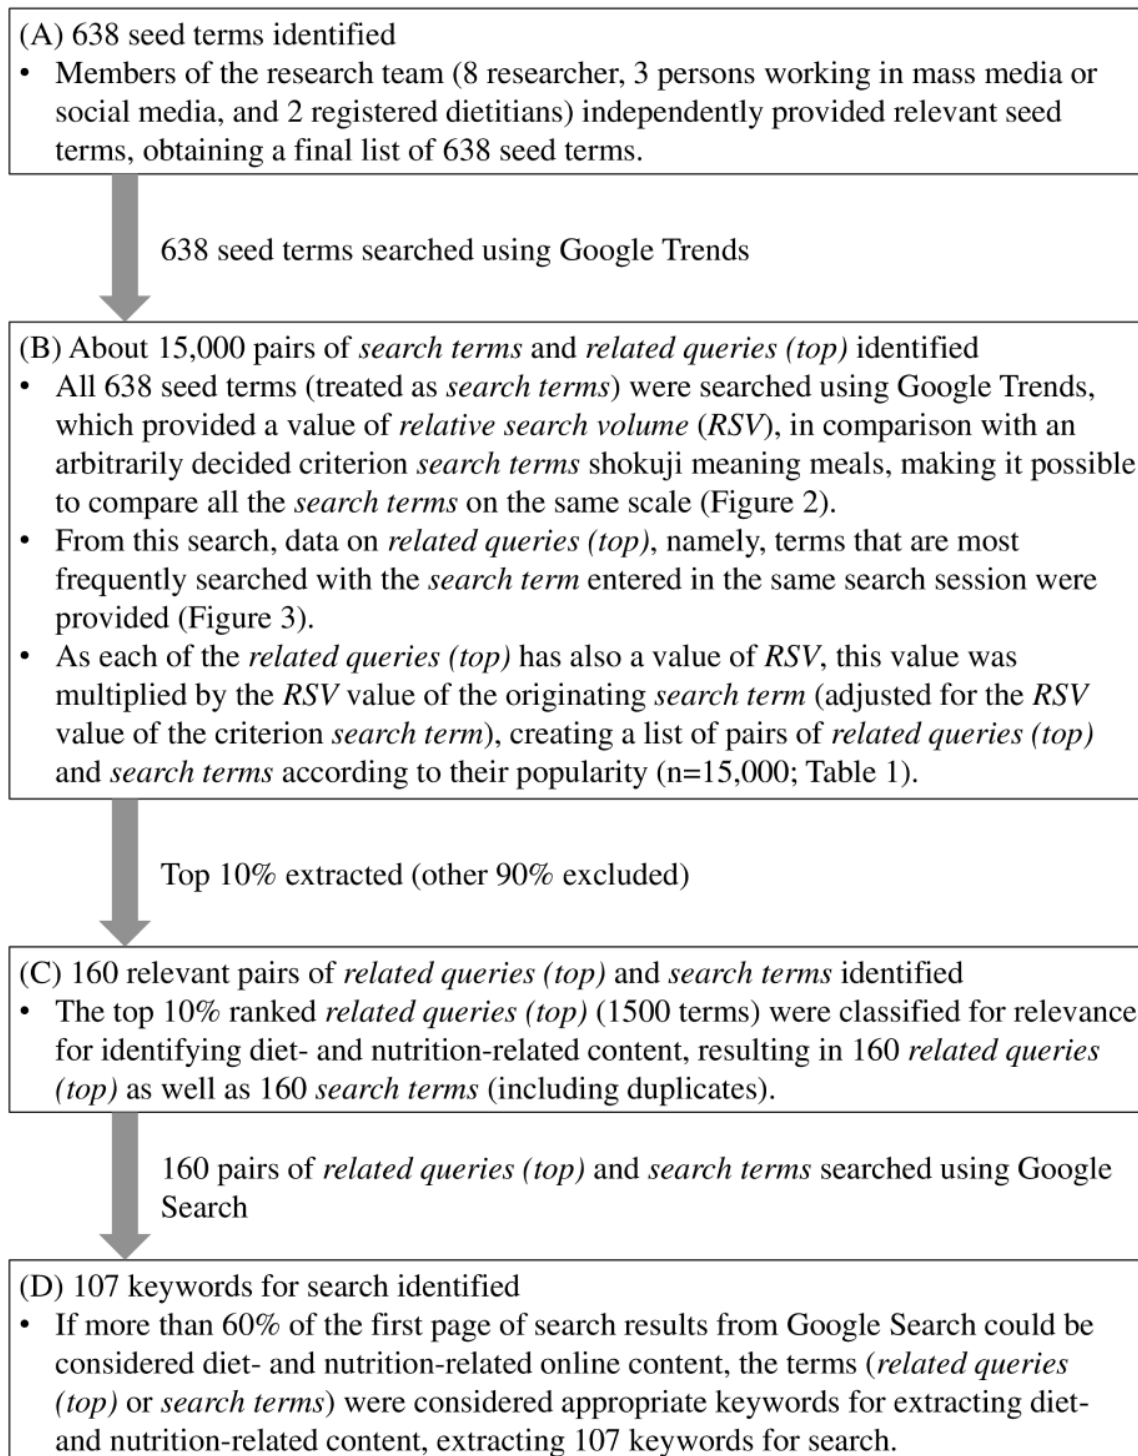 (A) 638 seed terms identified
• Members of the research team (8 researcher, 3 persons working in mass media or
social media, and 2 registered dietitians) independently provided relevant seed
terms, obtaining a final list of 638 seed terms.
638 seed terms searched using Google Trends
(B) About 15,000 pairs of search terms and related queries (top) identified
• All 638 seed terms (treated as search terms) were searched using Google Trends,
which provided a value of relative search volume (RSV), in comparison with an
arbitrarily decided criterion search terms shokuji meaning meals, making it possible
to compare all the search terms on the same scale (Figure 2).
• From this search, data on related queries (top), namely, terms that are most
frequently searched with the search term entered in the same search session were
provided (Figure 3).
• As each of the related queries (top) has also a value of RSV, this value was
multiplied by the RSV value of the originating search term (adjusted for the RSV
value of the criterion search term), creating a list of pairs of related queries (top)
and search terms according to their popularity (n=15,000; Table 1).
Top 10% extracted (other 90% excluded)
(C) 160 relevant pairs of related queries (top) and search terms identified
• The top 10% ranked related queries (top) (1500 terms) were classified for relevance
for identifying diet- and nutrition-related content, resulting in 160 related queries
(top) as well as 160 search terms (including duplicates).
160 pairs of related queries (top) and search terms searched using Google
Search
(D) 107 keywords for search identified
• If more than 60% of the first page of search results from Google Search could be
considered diet- and nutrition-related online content, the terms (related queries
(top) or search terms) were considered appropriate keywords for extracting diet-
and nutrition-related content, extracting 107 keywords for search.